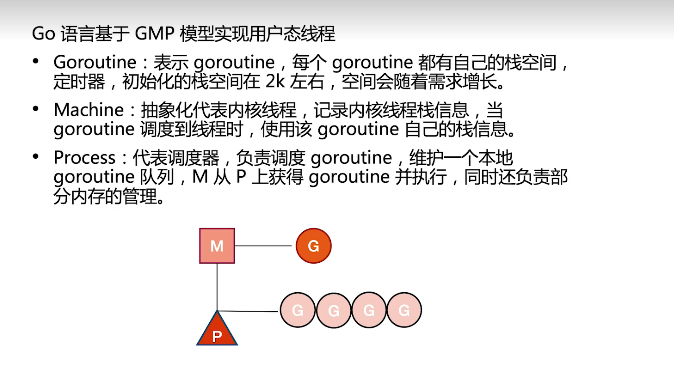 Go 语言基于 GMP 模型实现用户态线程
• Goroutine：表示 goroutine，每个 goroutine 都有自己的栈空间，
定时器，初始化的栈空间在 2k 左右，空间会随着需求增长。
• Machine：抽象化代表内核线程，记录内核线程栈信息，当
goroutine 调度到线程时，使用该 goroutine 自己的栈信息。
• Process：代表调度器，负责调度 goroutine，维护一个本地
goroutine 队列，M 从 P 上获得 goroutine 并执行，同时还负责部
分内存的管理。
M G
G G G G
P